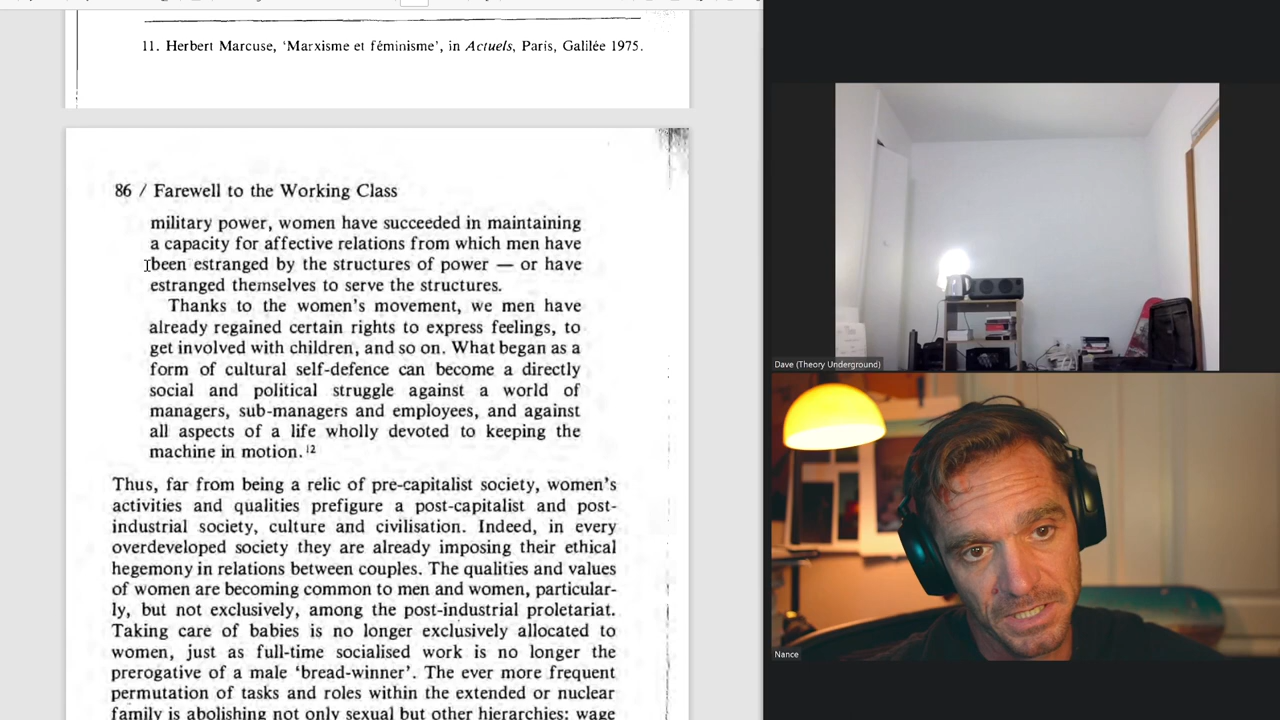 11. Herbert Marcuse, ‘Marxisme et féminisme’, in Actuels, Paris, Galilée 1975.
86 / Farewell to the Working Class
military power, women have succeeded in maintaining
a capacity for affective relations from which men have
been estranged by the structures of power — or have
estranged themselves to serve the structures.
Thanks to the women’s movement, we men have
already regained certain rights to express feelings, to
get involved with children, and so on. What began as a
form of cultural self-defence can become a directly
social and political struggle against a world of
managers, sub-managers and employees, and against
all aspects of a life wholly devoted to keeping the
machine in motion.12
Thus, far from being a relic of pre-capitalist society, women’s
activities and qualities prefigure a post-capitalist and post-
industrial society, culture and civilisation. Indeed, in every
overdeveloped society they are already imposing their ethical
hegemony in relations between couples. The qualities and values
of women are becoming common to men and women, particular-
ly, but not exclusively, among the post-industrial proletariat.
Taking care of babies is no longer exclusively allocated to
women, just as full-time socialised work is no longer the
prerogative of a male ‘bread-winner’. The ever more frequent
permutation of tasks and roles within the extended or nuclear
family is abolishing not only sexual but other hierarchies: wage
Dave (Theory Underground)
Nance